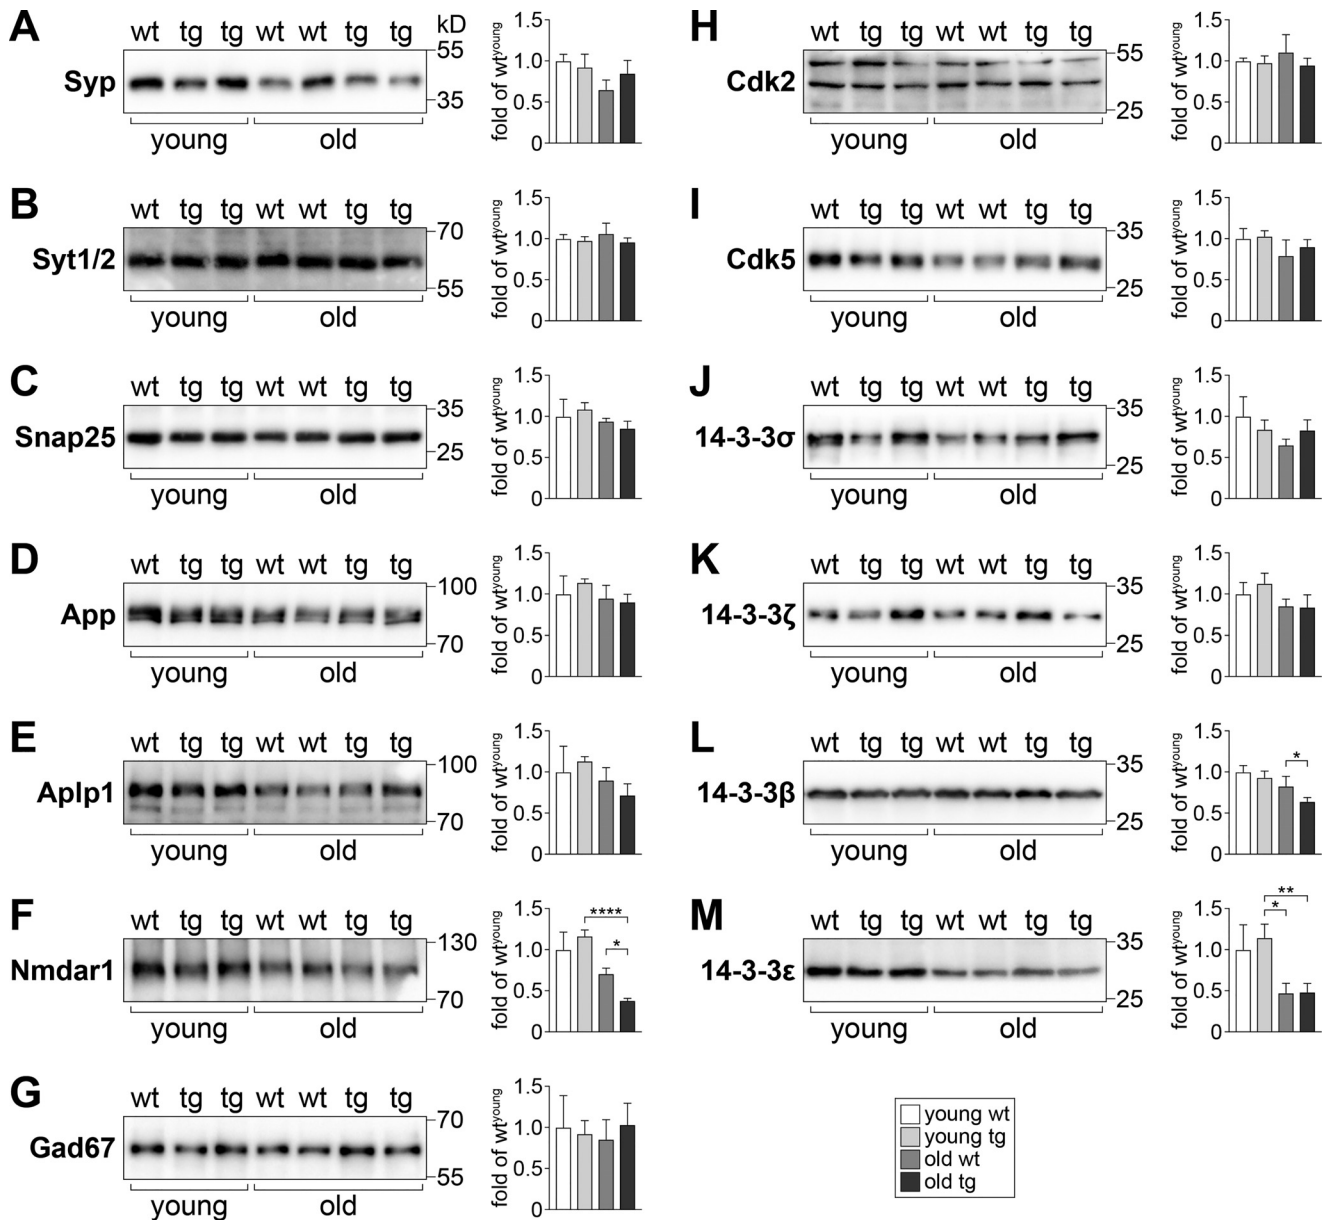 A
wt tg tg wt wt tg tg kD
Syp
55
35
young old
fold of wt^young
1.5
1.0
0.5
0
B
wt tg tg wt wt tg tg
Syt1/2
70
55
young old
fold of wt^young
1.5
1.0
0.5
0
C
wt tg tg wt wt tg tg
Snap25
35
25
young old
fold of wt^young
1.5
1.0
0.5
0
D
wt tg tg wt wt tg tg
App
100
70
young old
fold of wt^young
1.5
1.0
0.5
0
E
wt tg tg wt wt tg tg
Aplp1
100
70
young old
fold of wt^young
1.5
1.0
0.5
0
F
wt tg tg wt wt tg tg
Nmdar1
130
70
young old
fold of wt^young
1.5
1.0
0.5
0
****
*
G
wt tg tg wt wt tg tg
Gad67
70
55
young old
fold of wt^young
1.5
1.0
0.5
0
H
wt tg tg wt wt tg tg
Cdk2
55
25
young old
fold of wt^young
1.5
1.0
0.5
0
I
wt tg tg wt wt tg tg
Cdk5
35
25
young old
fold of wt^young
1.5
1.0
0.5
0
J
wt tg tg wt wt tg tg
14-3-3σ
35
25
young old
fold of wt^young
1.5
1.0
0.5
0
K
wt tg tg wt wt tg tg
14-3-3ζ
35
25
young old
fold of wt^young
1.5
1.0
0.5
0
L
wt tg tg wt wt tg tg
14-3-3β
35
25
young old
fold of wt^young
1.5
1.0
0.5
0
*
M
wt tg tg wt wt tg tg
14-3-3ε
35
25
young old
fold of wt^young
1.5
1.0
0.5
0
**
*
young wt
young tg
old wt
old tg